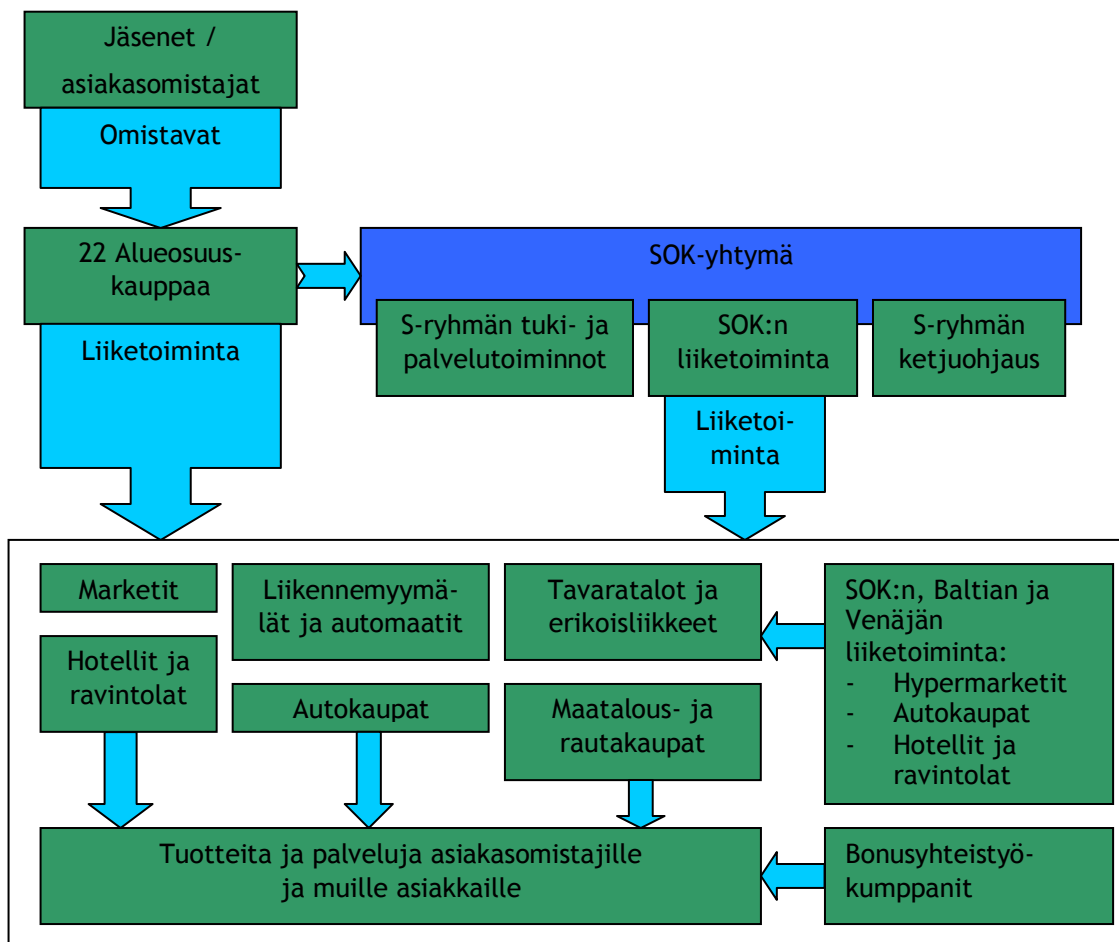 Jäsenet /
asiakasomistajat
Omistavat
22 Alueosuus-
kauppaa
SOK-yhtymä
S-ryhmän tuki- ja
palvelutoiminnot
SOK:n
liiketoiminta
S-ryhmän
ketjuohjaus
Liiketoiminta
Liiketoi-
minta
Marketit
Liikennemyymä-
lät ja automaatit
Tavaratalot ja
erikoisliikkeet
SOK:n, Baltian ja
Venäjän
liiketoiminta:
- Hypermarketit
- Autokaupat
- Hotellit ja
ravintolat
Hotellit ja
ravintolat
Autokaupat
Maatalous- ja
rautakaupat
Tuotteita ja palveluja asiakasomistajille
ja muille asiakkaille
Bonusyhteistyö-
kumppanit